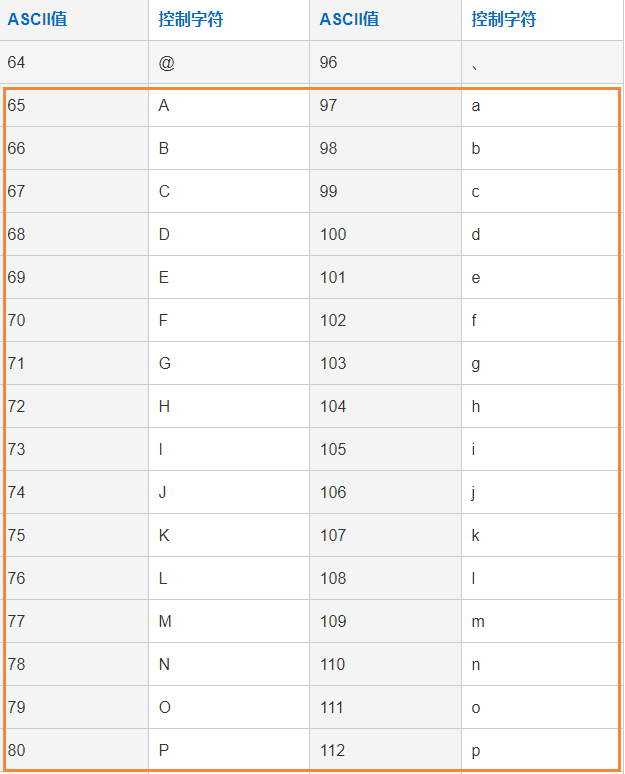 ASCII值 控制字符 ASCII值 控制字符
64 @ 96 、
65 A 97 a
66 B 98 b
67 C 99 c
68 D 100 d
69 E 101 e
70 F 102 f
71 G 103 g
72 H 104 h
73 I 105 i
74 J 106 j
75 K 107 k
76 L 108 l
77 M 109 m
78 N 110 n
79 O 111 o
80 P 112 p